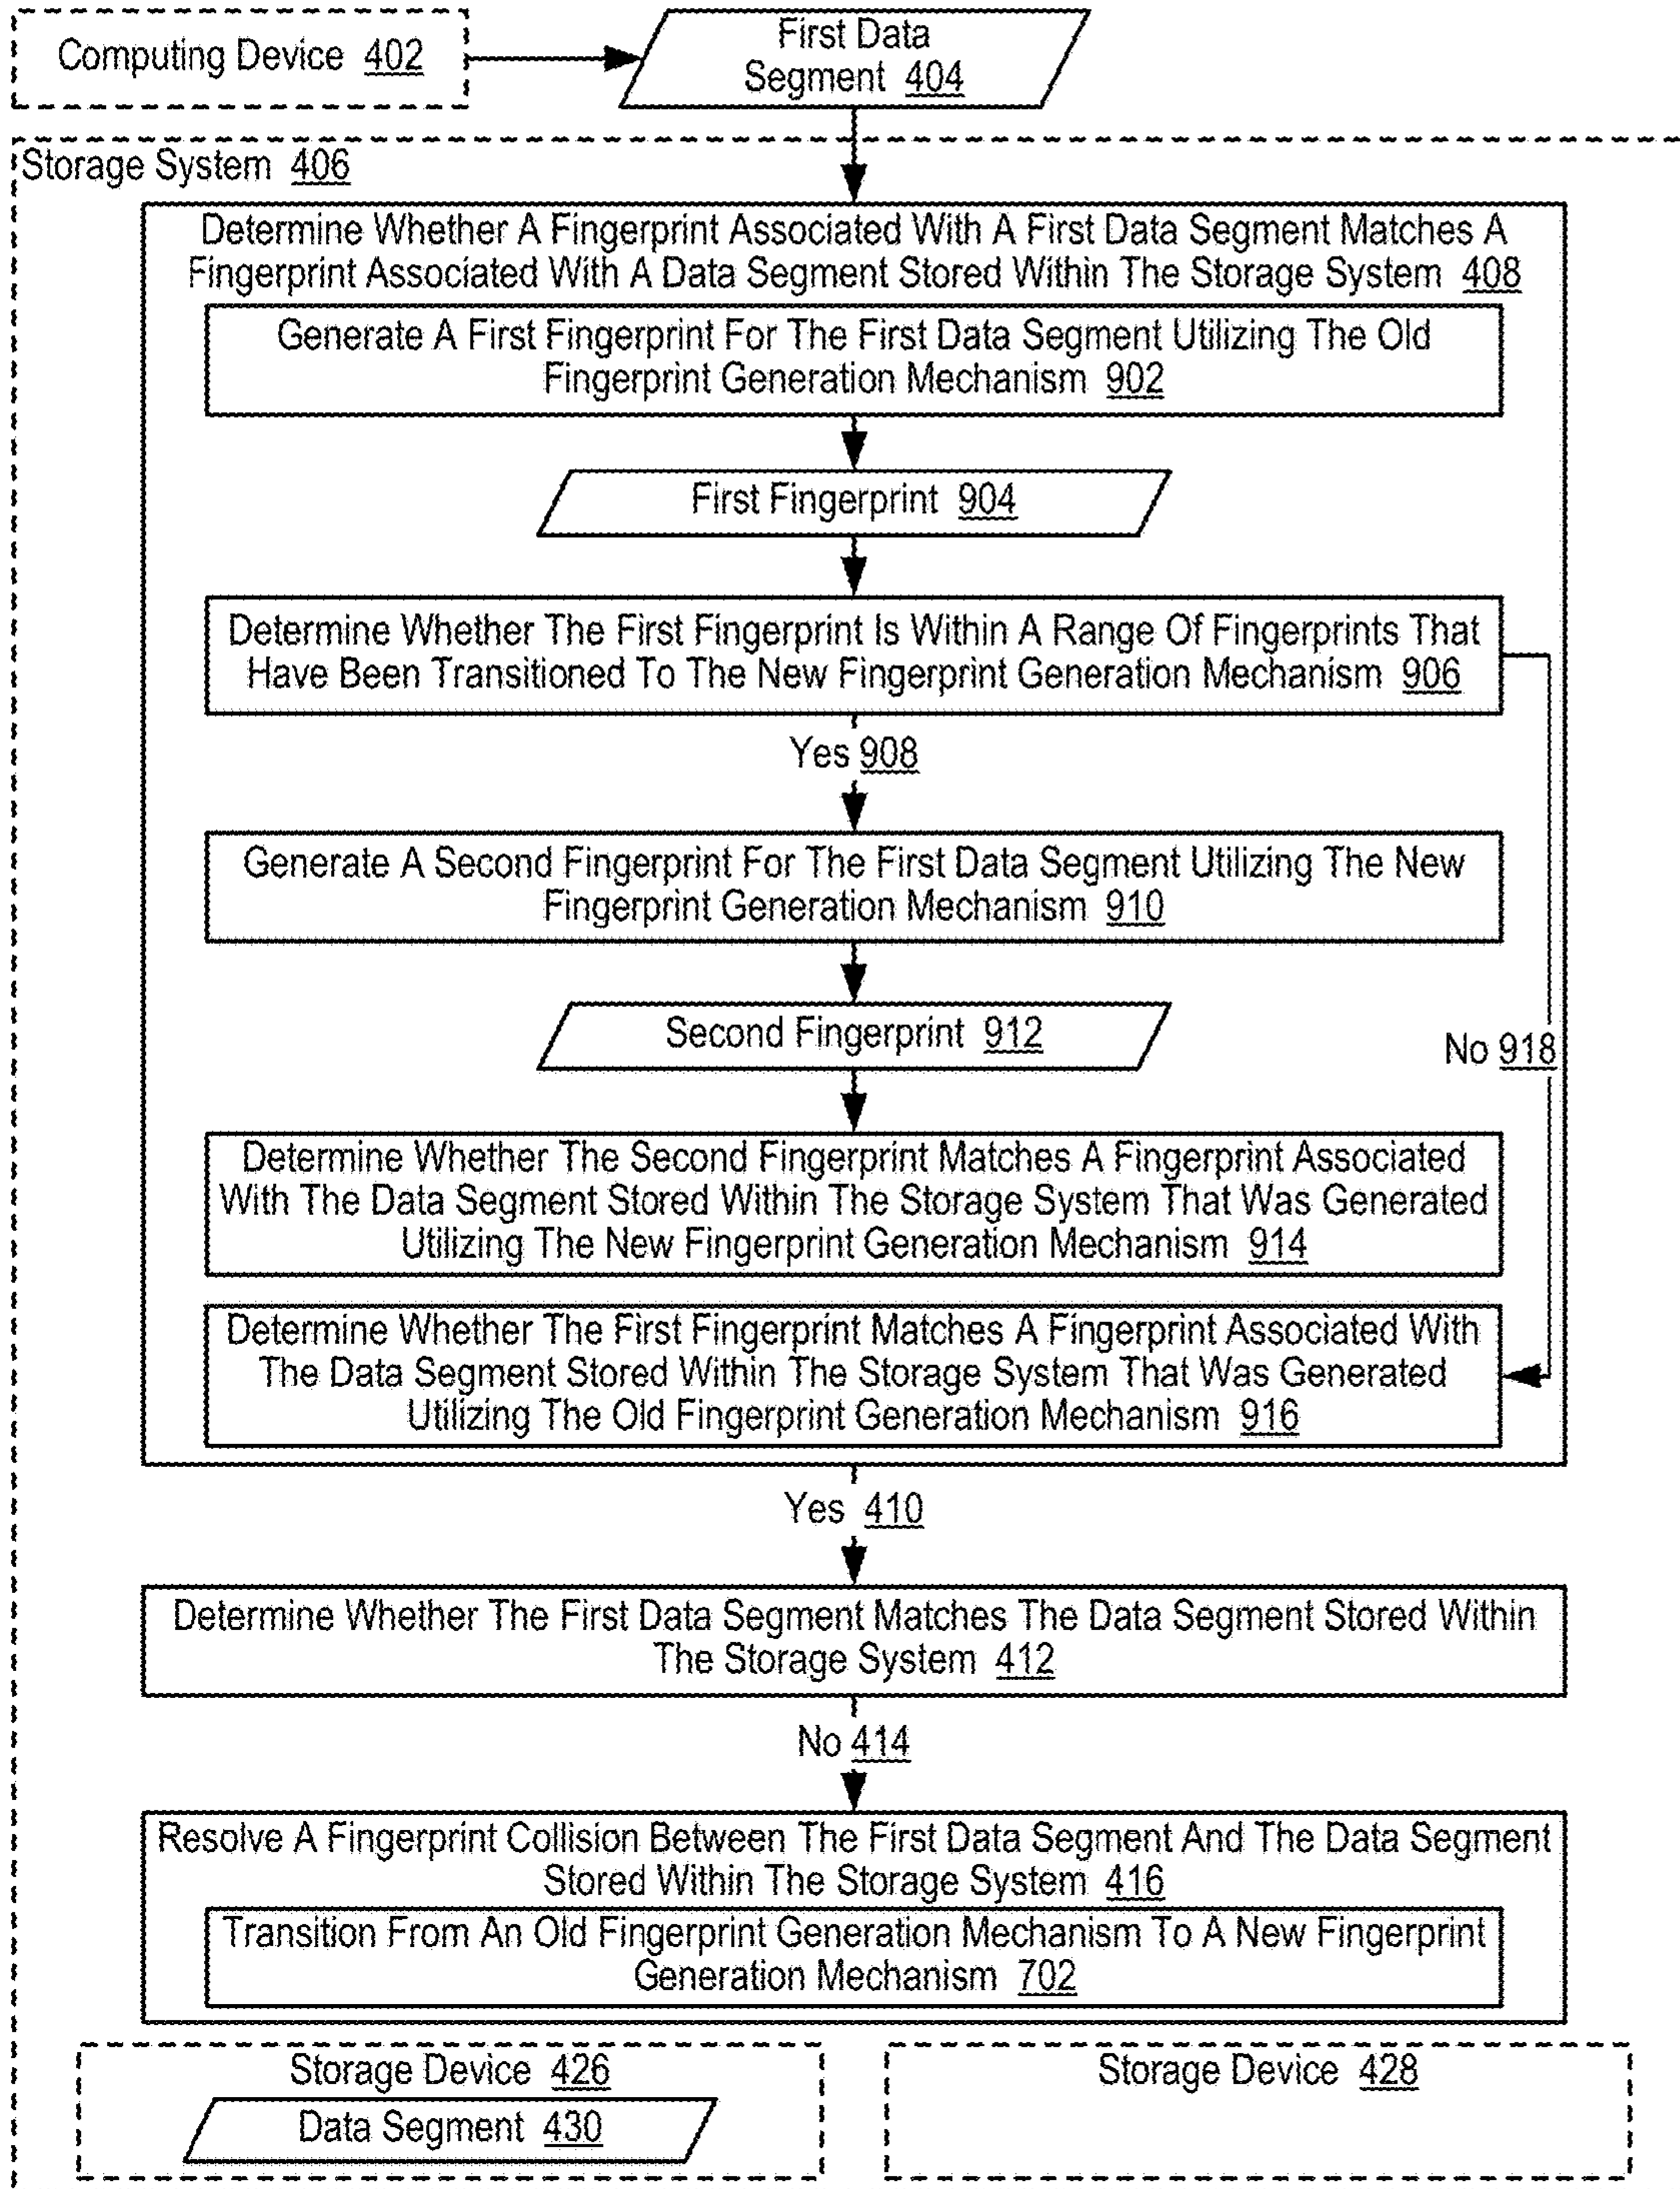 Computing Device 402
First Data
Segment 404
Storage System 406
Determine Whether A Fingerprint Associated With A First Data Segment Matches A
Fingerprint Associated With A Data Segment Stored Within The Storage System 408
Generate A First Fingerprint For The First Data Segment Utilizing The Old
Fingerprint Generation Mechanism 902
First Fingerprint 904
Determine Whether The First Fingerprint Is Within A Range Of Fingerprints That
Have Been Transitioned To The New Fingerprint Generation Mechanism 906
Yes 908
Generate A Second Fingerprint For The First Data Segment Utilizing The New
Fingerprint Generation Mechanism 910
Second Fingerprint 912
No 918
Determine Whether The Second Fingerprint Matches A Fingerprint Associated
With The Data Segment Stored Within The Storage System That Was Generated
Utilizing The New Fingerprint Generation Mechanism 914
Determine Whether The First Fingerprint Matches A Fingerprint Associated With
The Data Segment Stored Within The Storage System That Was Generated
Utilizing The Old Fingerprint Generation Mechanism 916
Yes 410
Determine Whether The First Data Segment Matches The Data Segment Stored Within
The Storage System 412
No 414
Resolve A Fingerprint Collision Between The First Data Segment And The Data Segment
Stored Within The Storage System 416
Transition From An Old Fingerprint Generation Mechanism To A New Fingerprint
Generation Mechanism 702
Storage Device 426
Data Segment 430
Storage Device 428